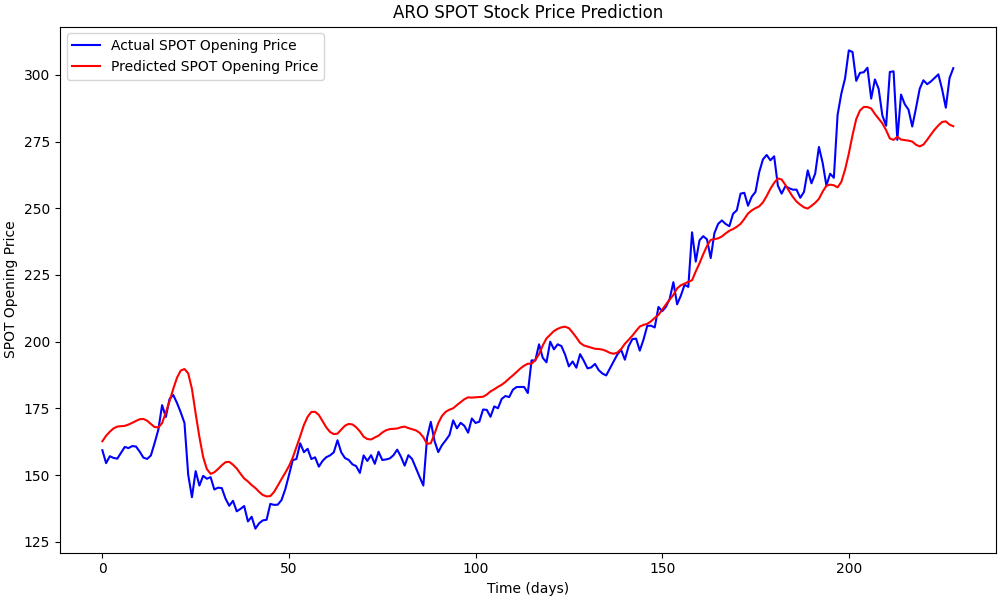 ARO SPOT Stock Price Prediction
Actual SPOT Opening Price
Predicted SPOT Opening Price
SPOT Opening Price
300
275
250
225
200
175
150
125
0 50 100 150 200
Time (days)